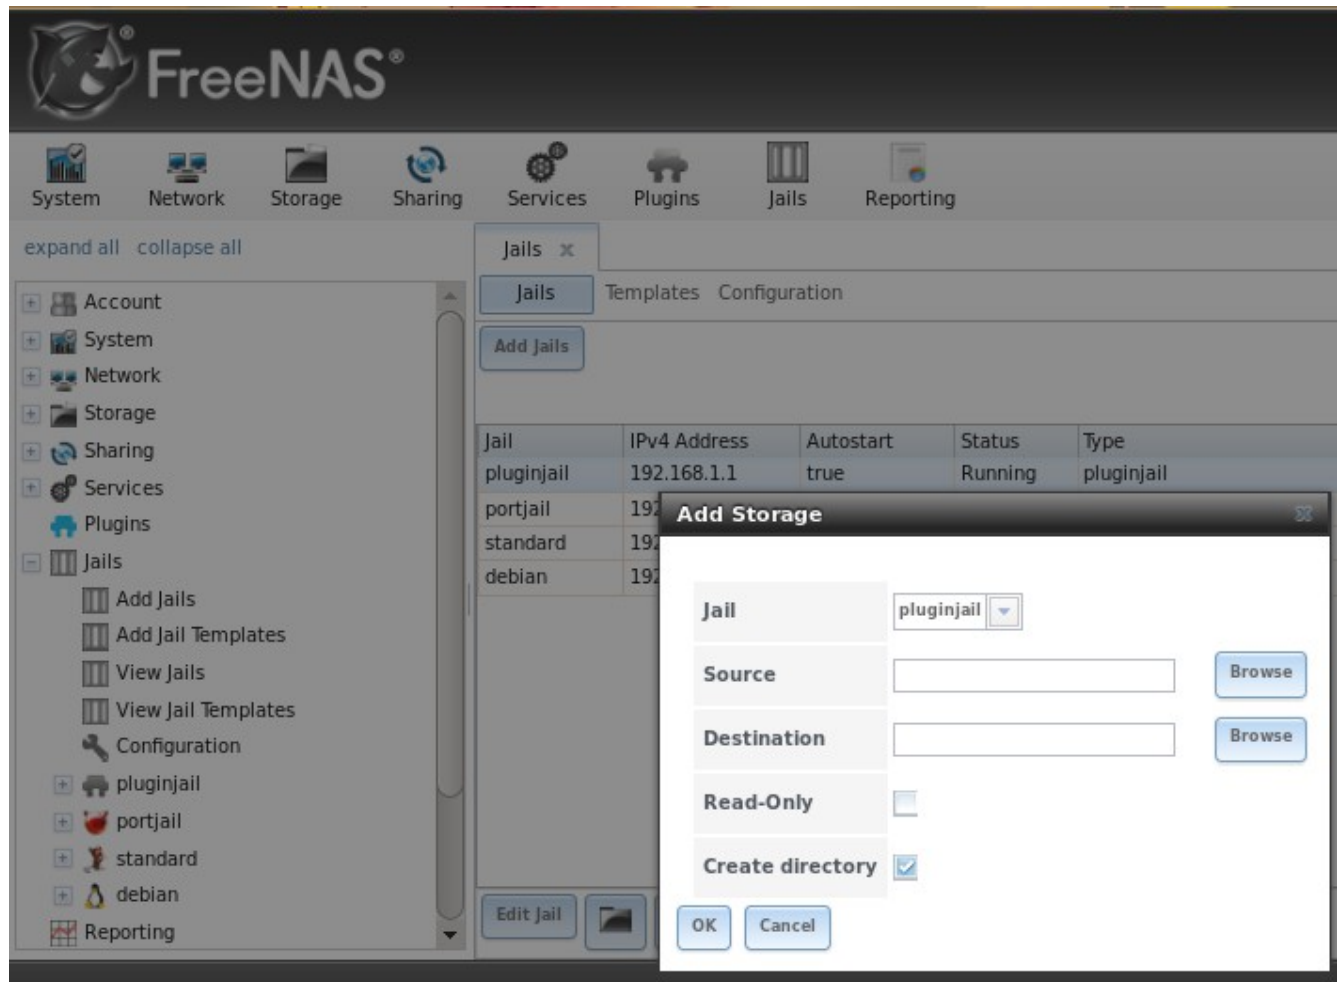 FreeNAS®
System Network Storage Sharing Services Plugins Jails Reporting
expand all collapse all
Jails
Jails Templates Configuration
Add Jails
Account
System
Network
Storage
Sharing
Services
Plugins
Jails
Add Jails
Add Jail Templates
View Jails
View Jail Templates
Configuration
pluginjail
portjail
standard
debian
Reporting
Jail IPv4 Address Autostart Status Type
pluginjail 192.168.1.1 true Running pluginjail
portjail 192
standard 192
debian 192
Edit Jail
Add Storage
Jail pluginjail
Source Browse
Destination Browse
Read-Only
Create directory
OK Cancel